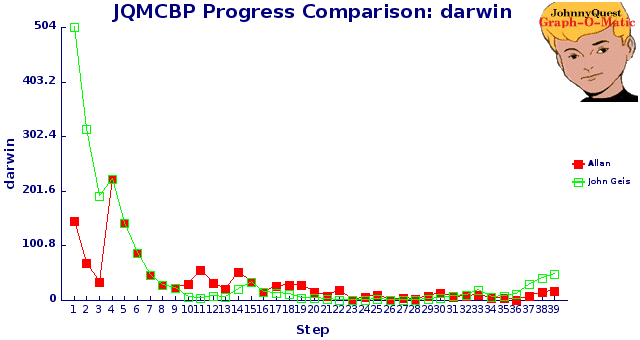 JQMCBP Progress Comparison: darwin
JohnnyQuest
Graph-O-Matic
504
403.2
302.4
201.6
100.8
0
darwin
Allan
John Geis
1 2 3 4 5 6 7 8 9 10 11 12 13 14 15 16 17 18 19 20 21 22 23 24 25 26 27 28 29 30 31 32 33 34 35 36 37 38 39
Step